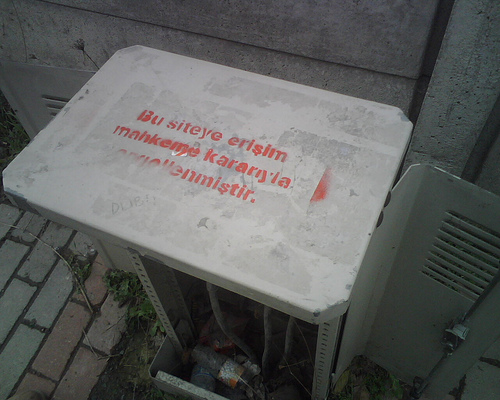 Bu siteye erişim
mahkeme kararıyla
engellenmiştir.